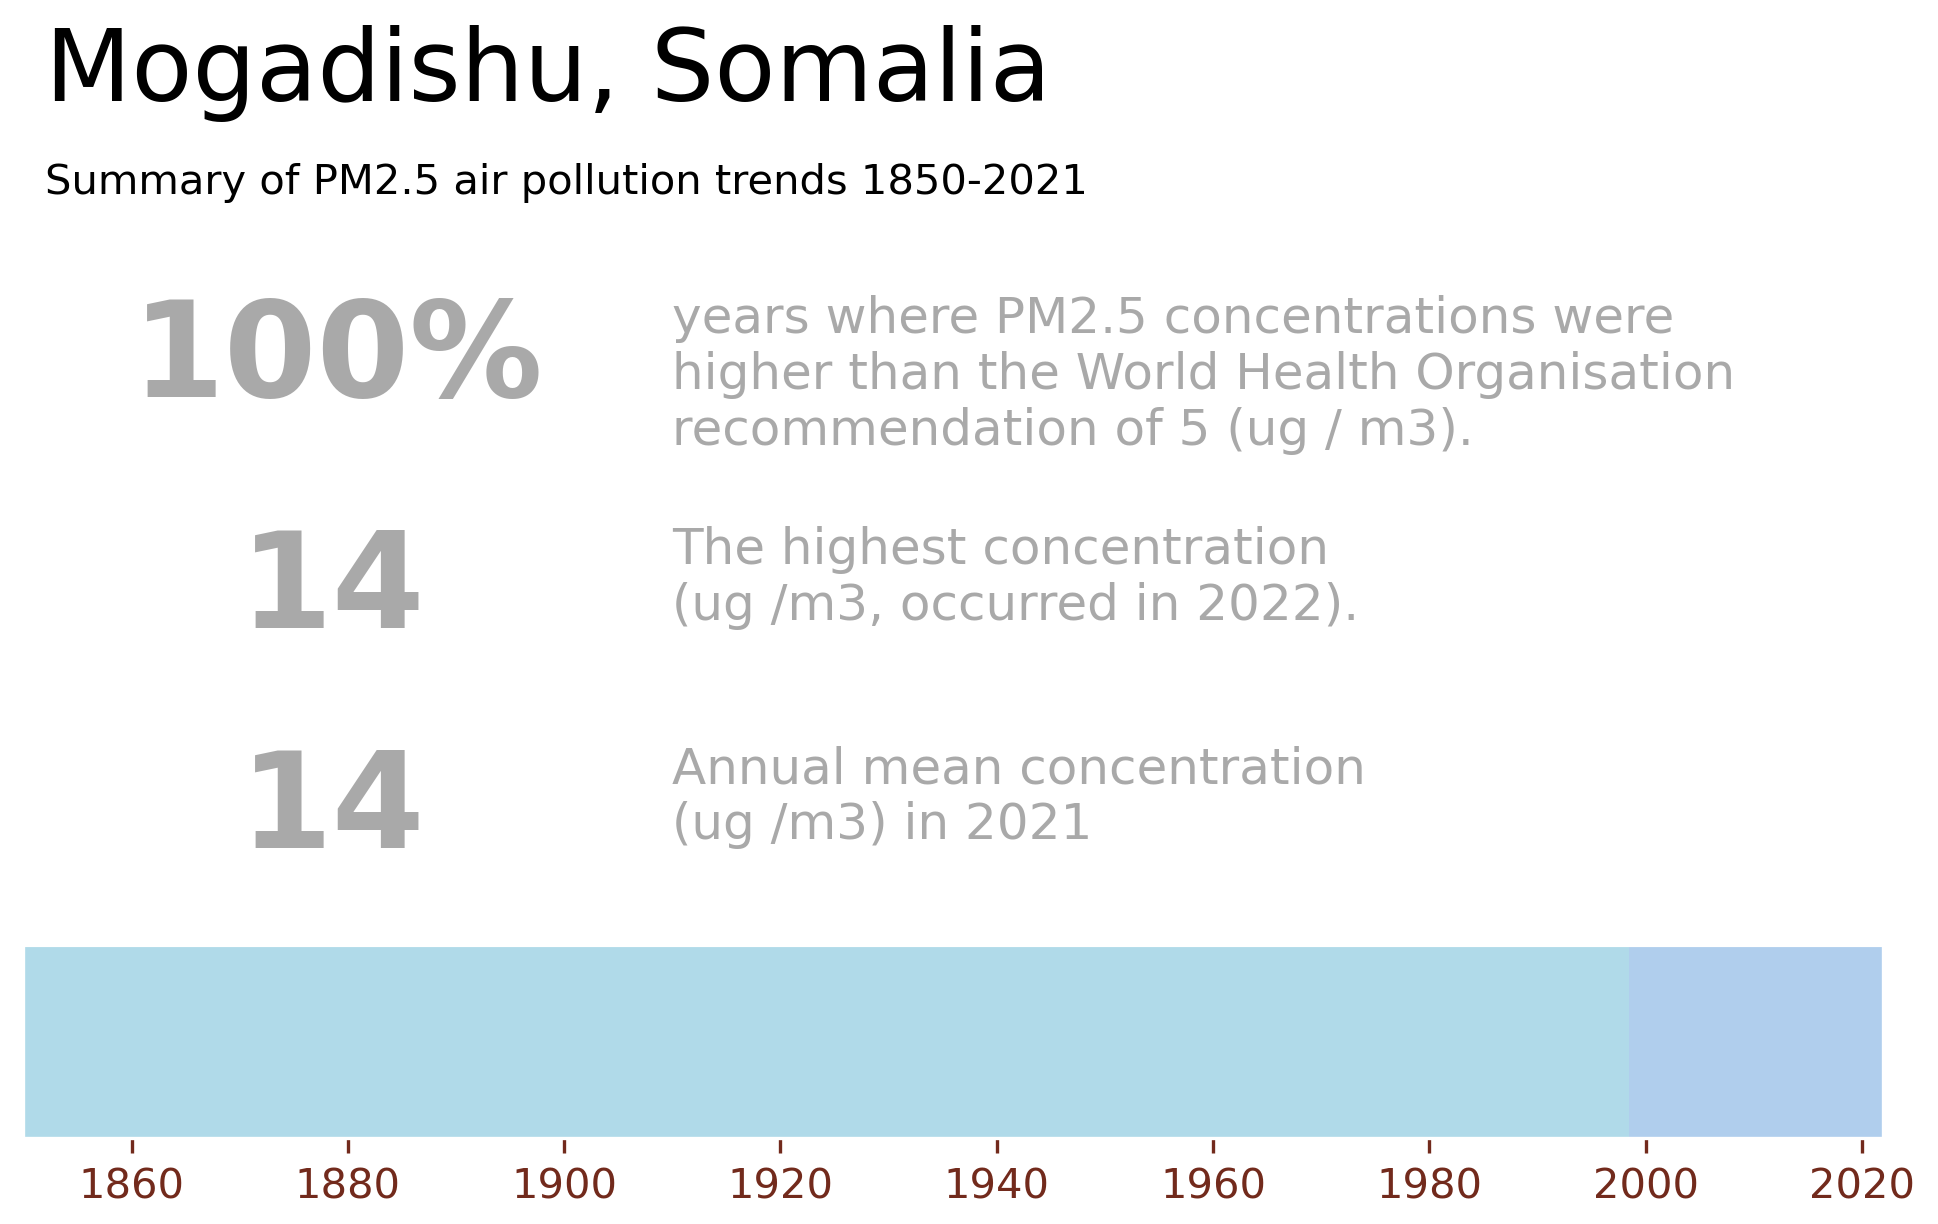 Mogadishu, Somalia
Summary of PM2.5 air pollution trends 1850-2021
100%
years where PM2.5 concentrations were
higher than the World Health Organisation
recommendation of 5 (ug / m3).
14
The highest concentration
(ug /m3, occurred in 2022).
14
Annual mean concentration
(ug /m3) in 2021
1860 1880 1900 1920 1940 1960 1980 2000 2020